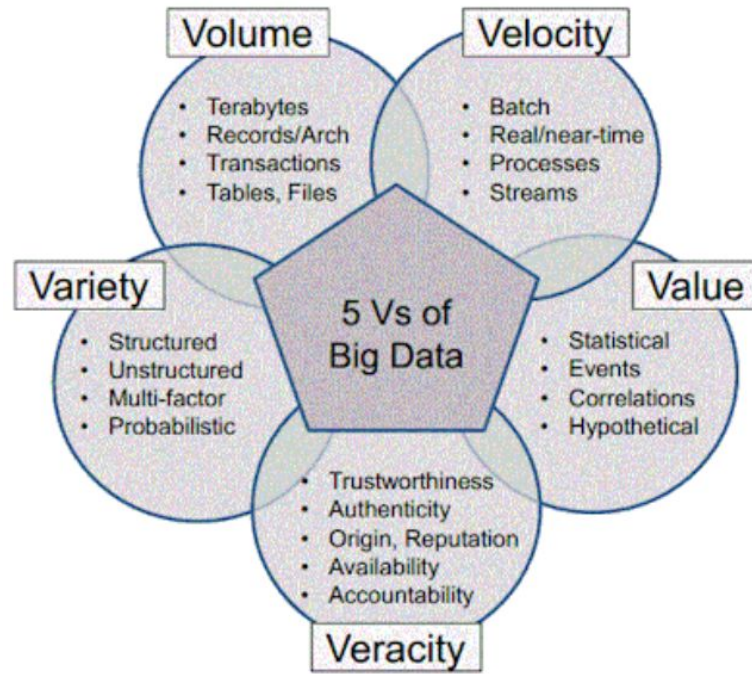 Volume
• Terabytes
• Records/Arch
• Transactions
• Tables, Files
Velocity
• Batch
• Real/near-time
• Processes
• Streams
Variety
• Structured
• Unstructured
• Multi-factor
• Probabilistic
5 Vs of
Big Data
Value
• Statistical
• Events
• Correlations
• Hypothetical
• Trustworthiness
• Authenticity
• Origin, Reputation
• Availability
• Accountability
Veracity